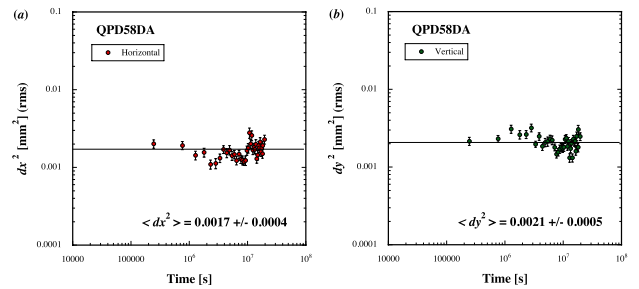 (a)
QPD58DA
Horizontal
dx² [mm²] (rms)
0.1
0.01
0.001
0.0001
< dx² > = 0.0017 +/- 0.0004
10000 10⁵ 10⁶ 10⁷ 10⁸
Time [s]
(b)
QPD58DA
Vertical
dy² [mm²] (rms)
0.1
0.01
0.001
0.0001
< dy² > = 0.0021 +/- 0.0005
10000 10⁵ 10⁶ 10⁷ 10⁸
Time [s]